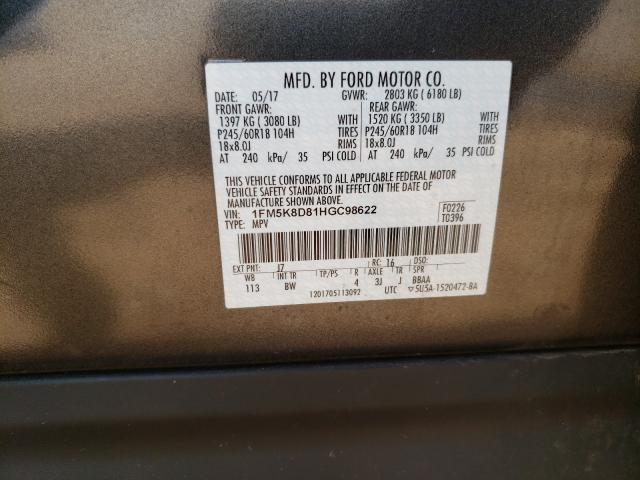 MFD. BY FORD MOTOR CO.
DATE: 05/17 GVWR: 2803 KG ( 6180 LB)
FRONT GAWR: REAR GAWR:
1397 KG ( 3080 LB) WITH 1520 KG ( 3350 LB) WITH
P245/60R18 104H TIRES P245/60R18 104H TIRES
18x8.0J RIMS 18x8.0J RIMS
AT 240 kPa/ 35 PSI COLD AT 240 kPa/ 35 PSI COLD
THIS VEHICLE CONFORMS TO ALL APPLICABLE FEDERAL MOTOR
VEHICLE SAFETY STANDARDS IN EFFECT ON THE DATE OF
MANUFACTURE SHOWN ABOVE.
VIN: 1FM5K8D81HGC98622 F0226
TYPE: MPV T0396
EXT PNT: J7 RC: 16 DSO:
WB INT TR TP/PS R AXLE TR SPR
113 BW 4 3J J BBAA
1201705113092 UTC ▽5U5A-1520472-BA